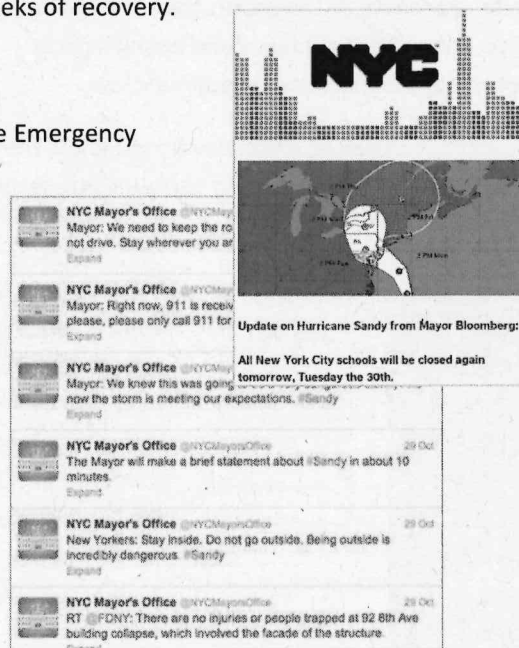 eks of recovery.
e Emergency
NYC
2 PM Mon
Update on Hurricane Sandy from Mayor Bloomberg:
All New York City schools will be closed again
tomorrow, Tuesday the 30th.
NYC Mayor's Office @NYCMay
Mayor: We need to keep the ro
not drive. Stay wherever you ar
Expand
NYC Mayor's Office @NYCMay
Mayor: Right now, 911 is receiv
please, please only call 911 for
Expand
NYC Mayor's Office @NYCMay
Mayor: We knew this was going
now the storm is meeting our expectations. #Sandy
Expand
NYC Mayor's Office @NYCMayorsOffice 29 Oct
The Mayor will make a brief statement about #Sandy in about 10
minutes.
Expand
NYC Mayor's Office @NYCMayorsOffice 29 Oct
New Yorkers: Stay inside. Do not go outside. Being outside is
incredibly dangerous. #Sandy
Expand
NYC Mayor's Office @NYCMayorsOffice 29 Oct
RT @FDNY: There are no injuries or people trapped at 92 8th Ave
building collapse, which involved the facade of the structure.
Expand